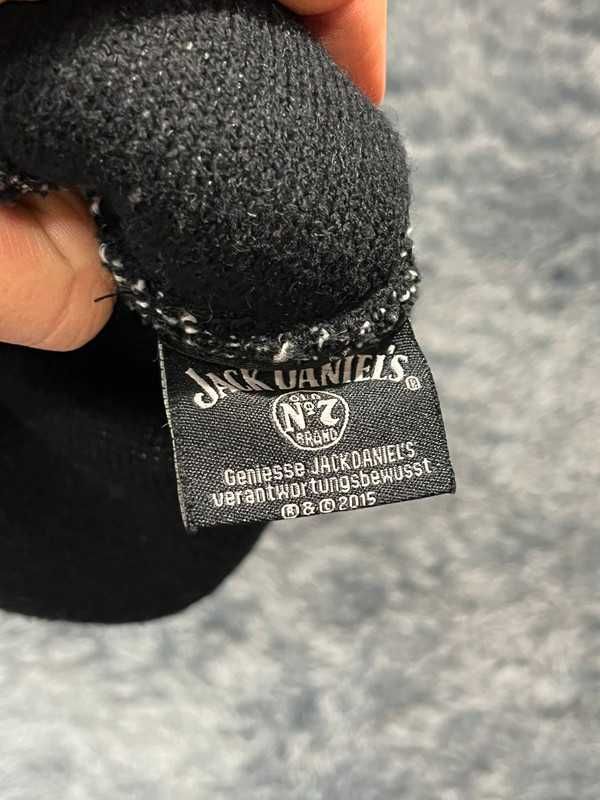 JACK DANIEL'S ®
OLD
Nº7
BRAND
Geniesse JACK DANIEL'S
verantwortungsbewusst
® & © 2015